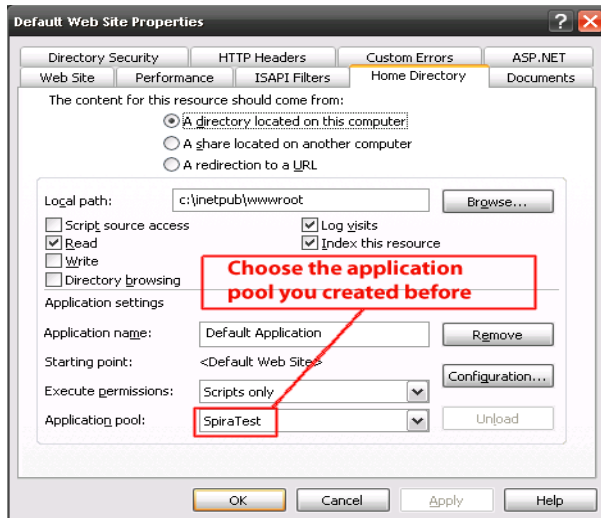 Default Web Site Properties
Directory Security HTTP Headers Custom Errors ASP.NET
Web Site Performance ISAPI Filters Home Directory Documents
The content for this resource should come from:
A directory located on this computer
A share located on another computer
A redirection to a URL
Local path: c:\inetpub\wwwroot Browse...
Script source access Log visits
Read Index this resource
Write
Directory browsing
Choose the application
pool you created before
Application settings
Application name: Default Application Remove
Starting point: <Default Web Site>
Configuration...
Execute permissions: Scripts only
Application pool: SpiraTest Unload
OK Cancel Apply Help